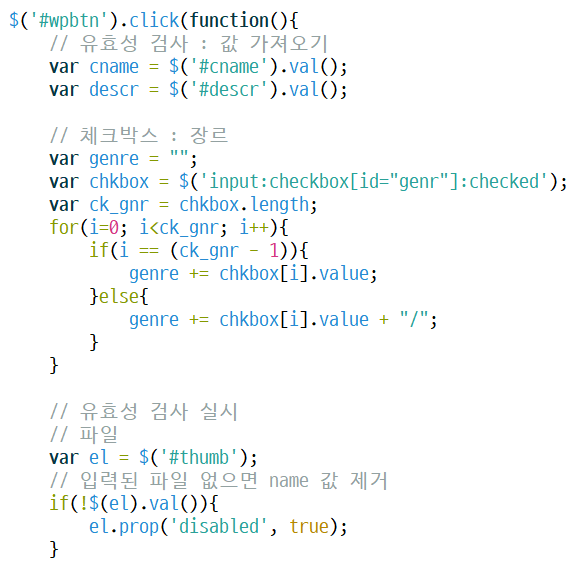 $('#wpbtn').click(function(){
    // 유효성 검사 : 값 가져오기
    var cname = $('#cname').val();
    var descr = $('#descr').val();

    // 체크박스 : 장르
    var genre = "";
    var chkbox = $('input:checkbox[id="genr"]:checked');
    var ck_gnr = chkbox.length;
    for(i=0; i<ck_gnr; i++){
        if(i == (ck_gnr - 1)){
            genre += chkbox[i].value;
        }else{
            genre += chkbox[i].value + "/";
        }
    }

    // 유효성 검사 실시
    // 파일
    var el = $('#thumb');
    // 입력된 파일 없으면 name 값 제거
    if(!$(el).val()){
        el.prop('disabled', true);
    }